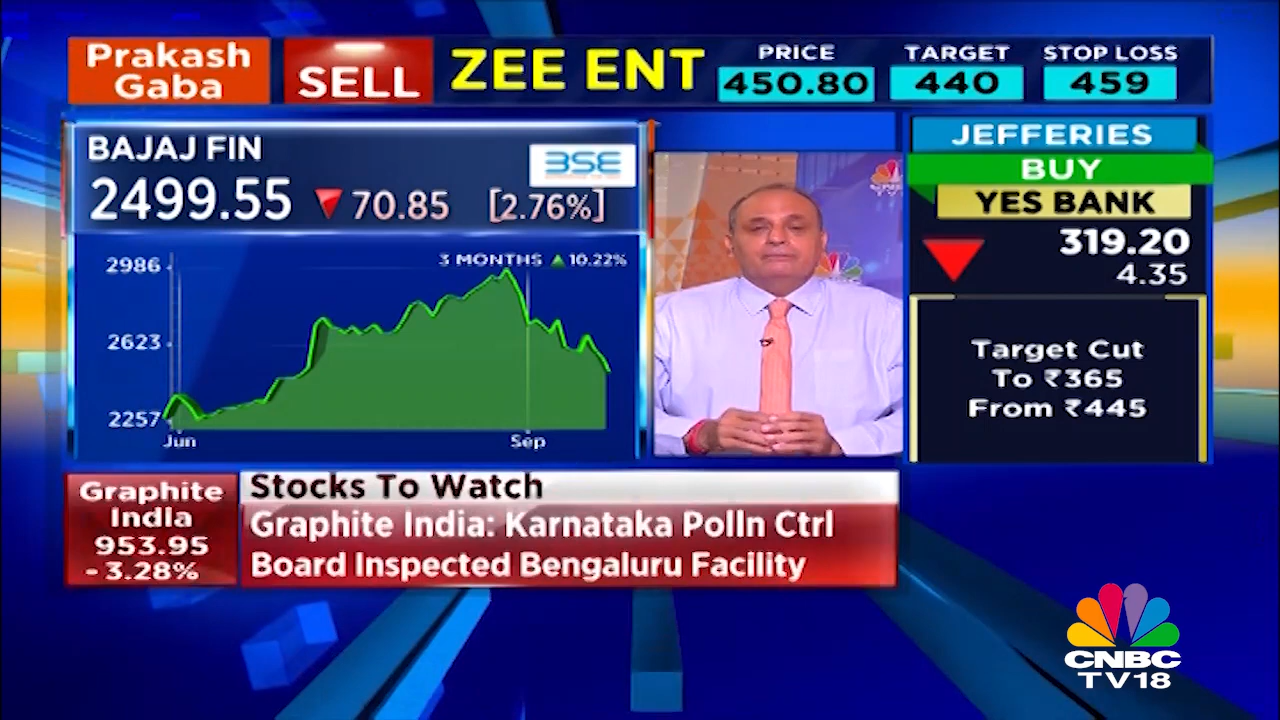 Prakash
Gaba
SELL
ZEE ENT
PRICE
450.80
TARGET
440
STOP LOSS
459
BAJAJ FIN
2499.55 ▼ 70.85 [2.76%]
BSE
3 MONTHS ▲ 10.22%
2986
2623
2257
Jun
Sep
JEFFERIES
BUY
YES BANK
319.20
4.35
Target Cut
To ₹365
From ₹445
Graphite
India
953.95
- 3.28%
Stocks To Watch
Graphite India: Karnataka Polln Ctrl
Board Inspected Bengaluru Facility
CNBC
TV18